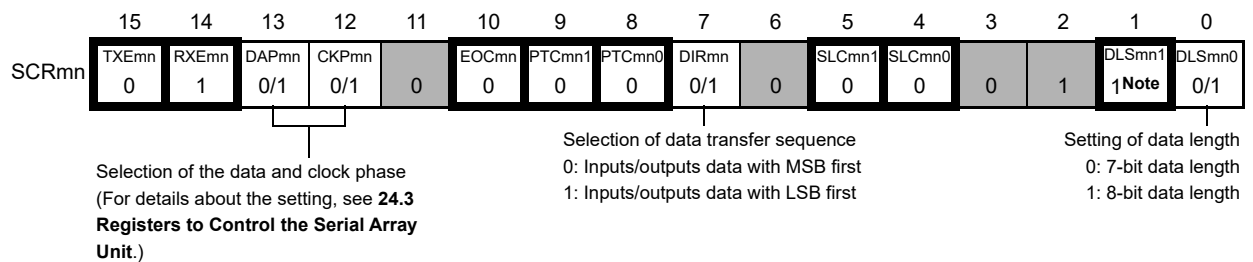 15 14 13 12 11 10 9 8 7 6 5 4 3 2 1 0
SCRmn
TXEmn RXEmn DAPmn CKPmn EOCmn PTCmn1 PTCmn0 DIRmn SLCmn1 SLCmn0 DLSmn1 DLSmn0
0 1 0/1 0/1 0 0 0 0 0/1 0 0 0 0 1 1Note 0/1
Selection of the data and clock phase
(For details about the setting, see 24.3
Registers to Control the Serial Array
Unit.)
Selection of data transfer sequence
0: Inputs/outputs data with MSB first
1: Inputs/outputs data with LSB first
Setting of data length
0: 7-bit data length
1: 8-bit data length